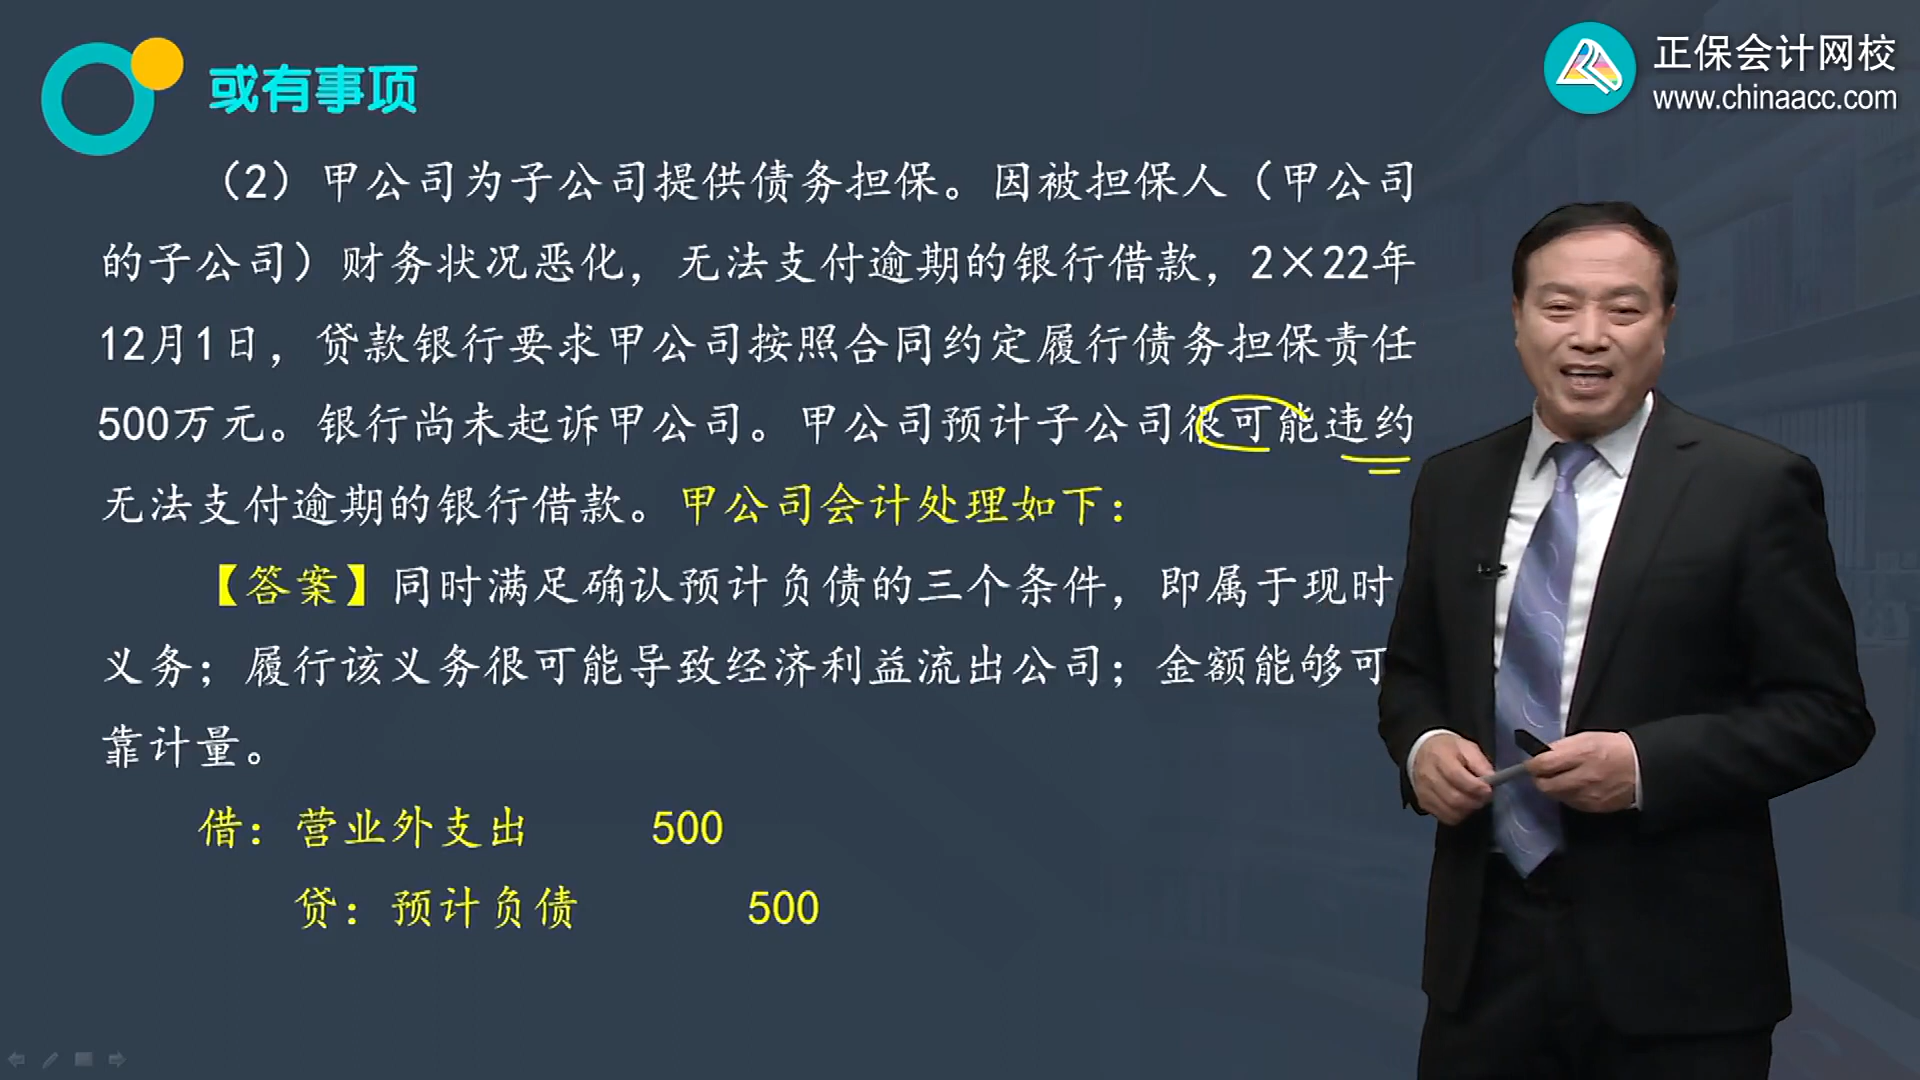 或有事项
正保会计网校
www.chinaacc.com
（2）甲公司为子公司提供债务担保。因被担保人（甲公司
的子公司）财务状况恶化，无法支付逾期的银行借款，2×22年
12月1日，贷款银行要求甲公司按照合同约定履行债务担保责任
500万元。银行尚未起诉甲公司。甲公司预计子公司很可能违约
无法支付逾期的银行借款。甲公司会计处理如下：
【答案】同时满足确认预计负债的三个条件，即属于现时
义务；履行该义务很可能导致经济利益流出公司；金额能够可
靠计量。
借：营业外支出 500
贷：预计负债 500